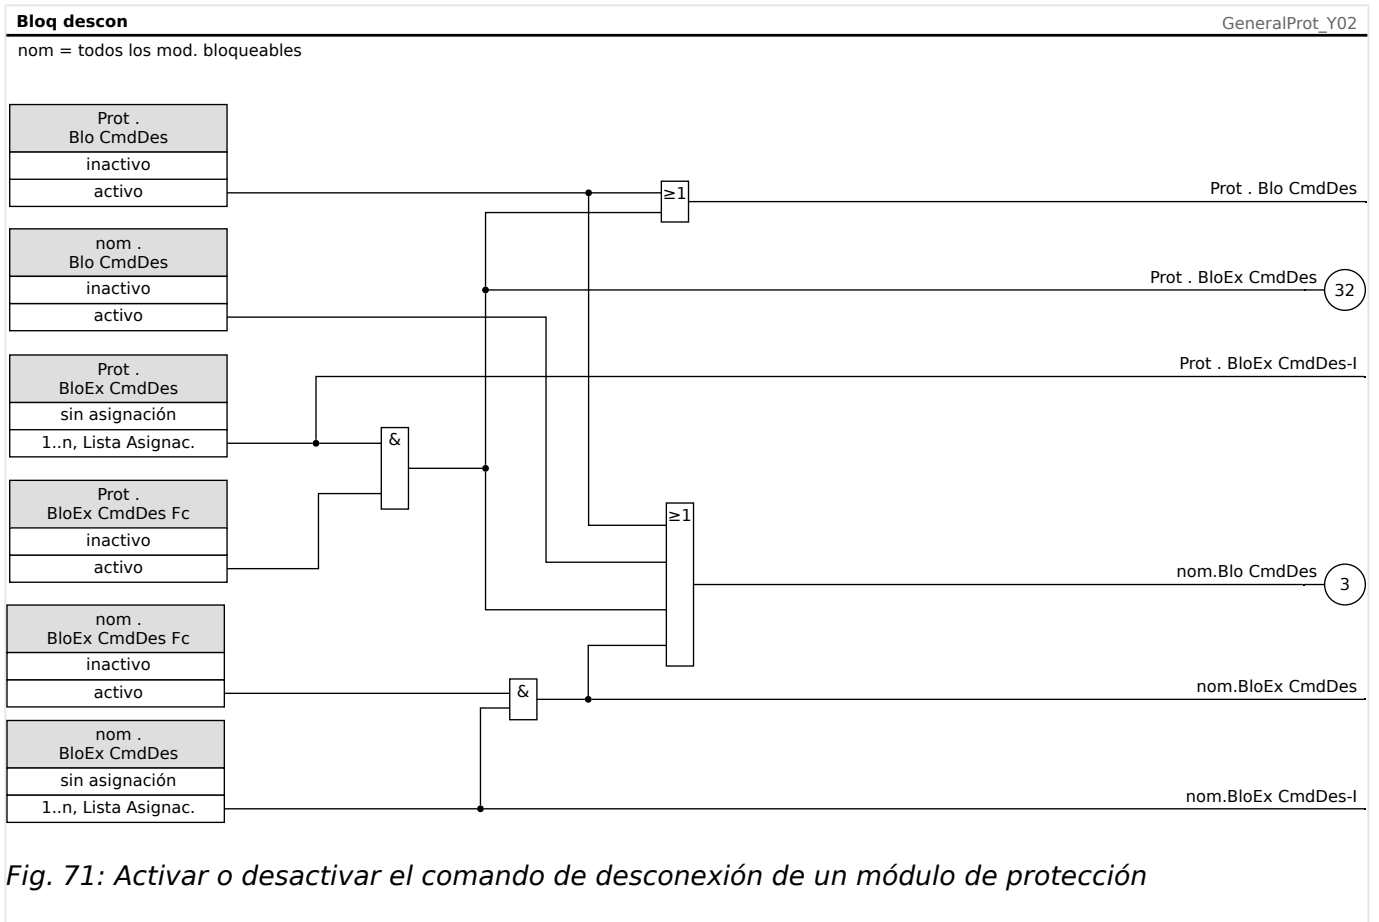 Bloq descon
GeneralProt_Y02
nom = todos los mod. bloqueables
Prot .
Blo CmdDes
inactivo
activo
≥1
Prot . Blo CmdDes
nom .
Blo CmdDes
inactivo
activo
Prot . BloEx CmdDes
32
Prot .
BloEx CmdDes
sin asignación
1..n, Lista Asignac.
Prot . BloEx CmdDes-I
&
Prot .
BloEx CmdDes Fc
inactivo
activo
≥1
nom.Blo CmdDes
3
nom .
BloEx CmdDes Fc
inactivo
activo
&
nom.BloEx CmdDes
nom .
BloEx CmdDes
sin asignación
1..n, Lista Asignac.
nom.BloEx CmdDes-I
Fig. 71: Activar o desactivar el comando de desconexión de un módulo de protección